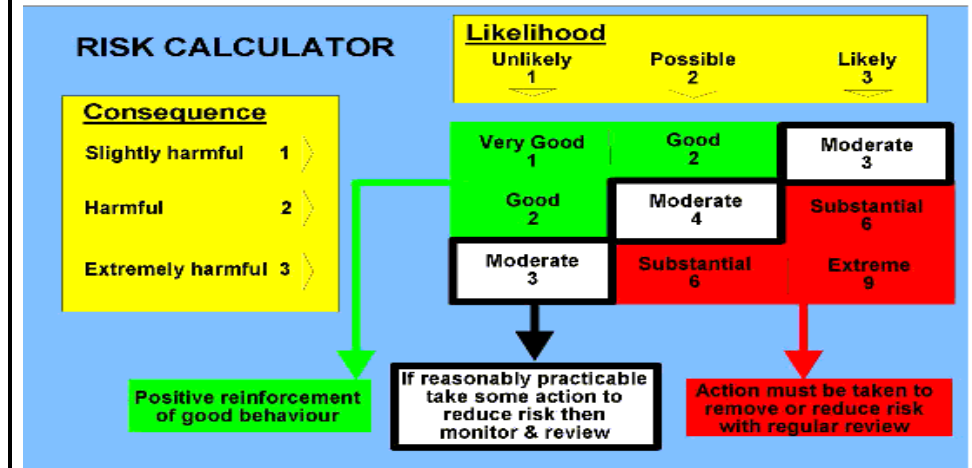 RISK CALCULATOR
Likelihood
Unlikely Possible Likely
1 2 3
Consequence
Slightly harmful 1
Harmful 2
Extremely harmful 3
Very Good Good Moderate
1 2 3
Good Moderate Substantial
2 4 6
Moderate Substantial Extreme
3 6 9
Positive reinforcement
of good behaviour
If reasonably practicable
take some action to
reduce risk then
monitor & review
Action must be taken to
remove or reduce risk
with regular review